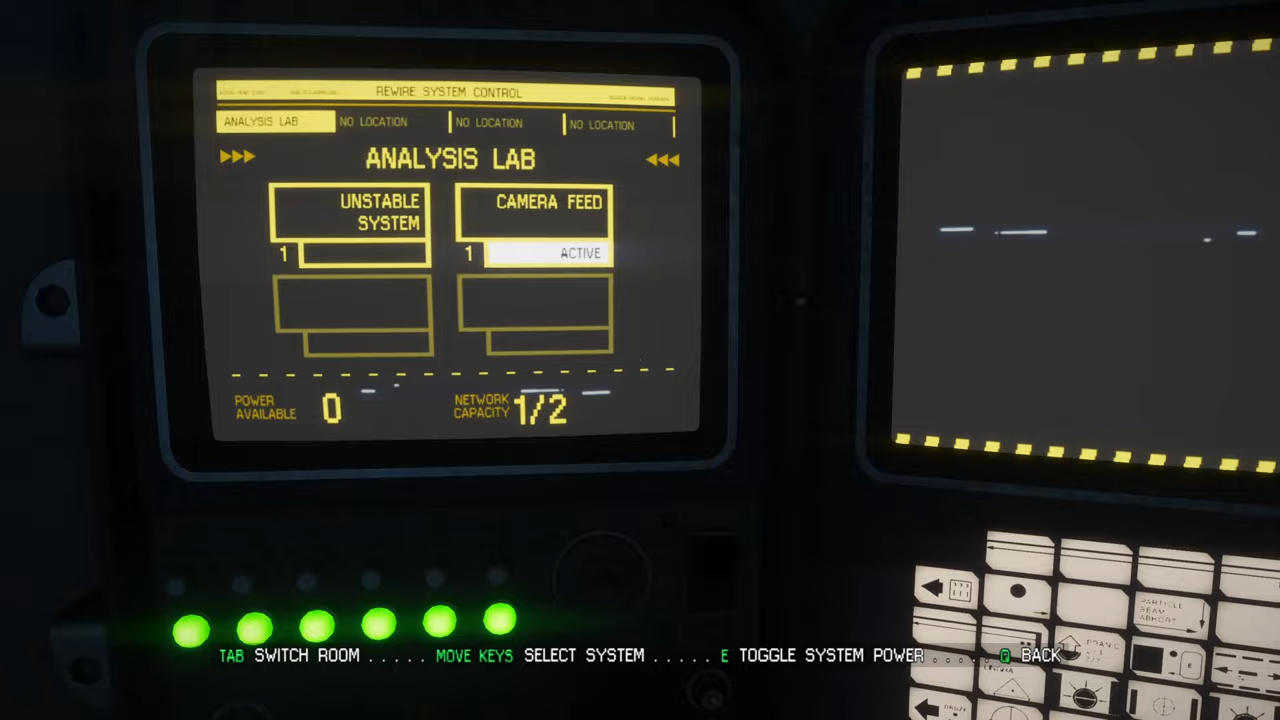 REWIRE SYSTEM CONTROL
ANALYSIS LAB
NO LOCATION
NO LOCATION
NO LOCATION
ANALYSIS LAB
UNSTABLE
SYSTEM
CAMERA FEED
1
1
ACTIVE
POWER
AVAILABLE
0
NETWORK
CAPACITY
1/2
PARTICLE
BEAM
ABHORT
E
TAB SWITCH ROOM ..... MOVE KEYS SELECT SYSTEM ..... E TOGGLE SYSTEM POWER ..... Q BACK